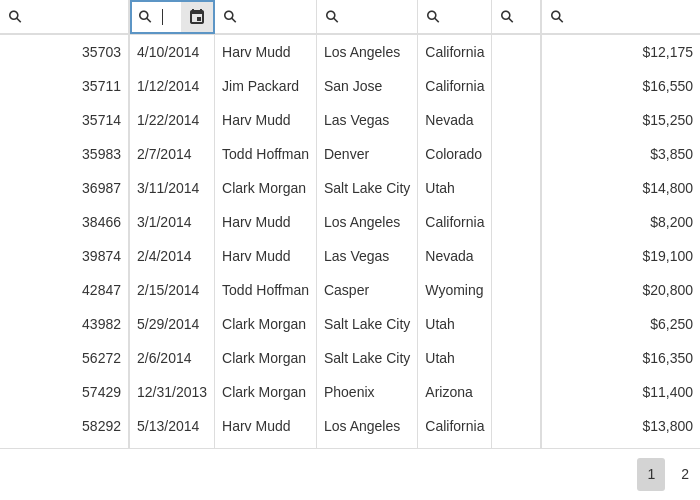 35703 4/10/2014 Harv Mudd Los Angeles California $12,175
35711 1/12/2014 Jim Packard San Jose California $16,550
35714 1/22/2014 Harv Mudd Las Vegas Nevada $15,250
35983 2/7/2014 Todd Hoffman Denver Colorado $3,850
36987 3/11/2014 Clark Morgan Salt Lake City Utah $14,800
38466 3/1/2014 Harv Mudd Los Angeles California $8,200
39874 2/4/2014 Harv Mudd Las Vegas Nevada $19,100
42847 2/15/2014 Todd Hoffman Casper Wyoming $20,800
43982 5/29/2014 Clark Morgan Salt Lake City Utah $6,250
56272 2/6/2014 Clark Morgan Salt Lake City Utah $16,350
57429 12/31/2013 Clark Morgan Phoenix Arizona $11,400
58292 5/13/2014 Harv Mudd Los Angeles California $13,800
1 2